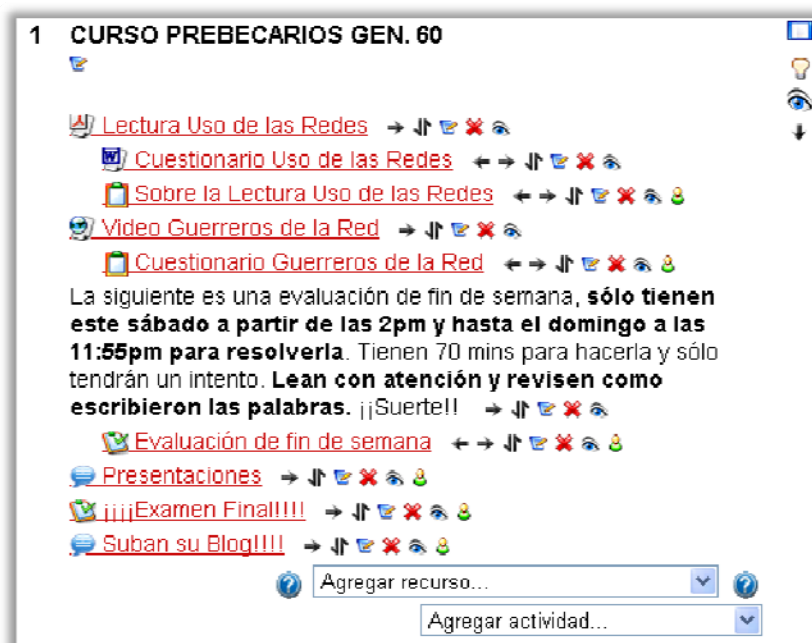 1 CURSO PREBECARIOS GEN. 60
Lectura Uso de las Redes
Cuestionario Uso de las Redes
Sobre la Lectura Uso de las Redes
Video Guerreros de la Red
Cuestionario Guerreros de la Red
La siguiente es una evaluación de fin de semana, sólo tienen
este sábado a partir de las 2pm y hasta el domingo a las
11:55pm para resolverla. Tienen 70 mins para hacerla y sólo
tendrán un intento. Lean con atención y revisen como
escribieron las palabras. ¡¡Suerte!!
Evaluación de fin de semana
Presentaciones
¡¡¡¡Examen Final!!!!
Suban su Blog!!!!
Agregar recurso...
Agregar actividad...